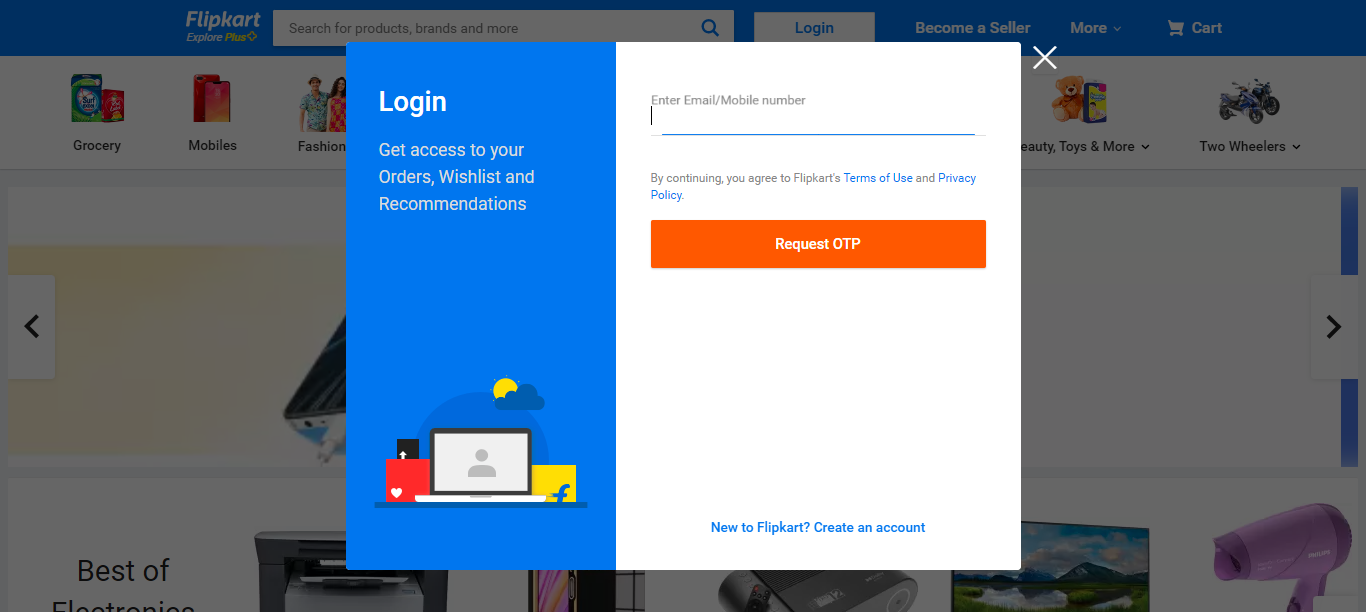 Flipkart
Explore Plus
Search for products, brands and more
Login
Become a Seller
More
Cart
Grocery
Mobiles
Fashion
eauty, Toys & More
Two Wheelers
Login
Get access to your
Orders, Wishlist and
Recommendations
Enter Email/Mobile number
By continuing, you agree to Flipkart's Terms of Use and Privacy
Policy.
Request OTP
New to Flipkart? Create an account
Best of
Electronics
PHILIPS